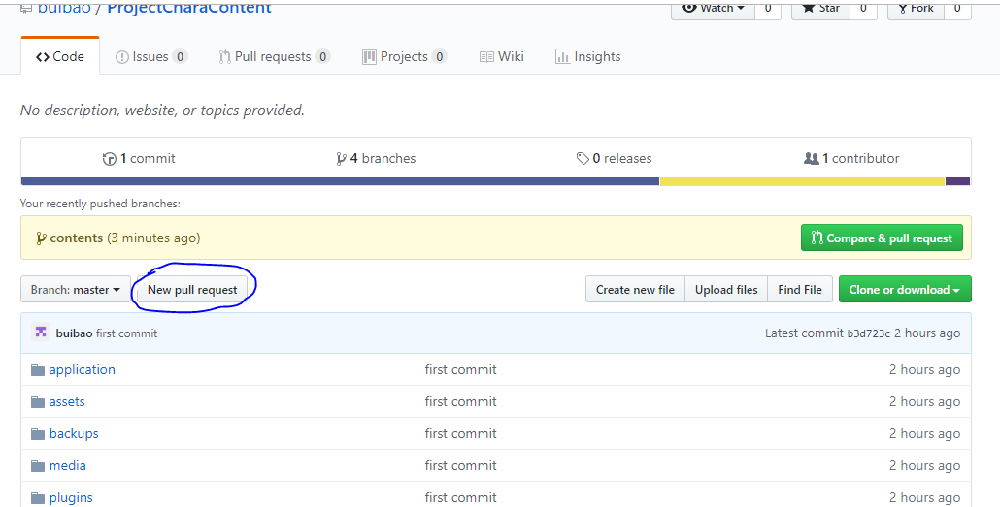 buibao / ProjectCharaContent
Watch 0 Star 0 Fork 0
Code Issues 0 Pull requests 0 Projects 0 Wiki Insights
No description, website, or topics provided.
1 commit 4 branches 0 releases 1 contributor
Your recently pushed branches:
contents (3 minutes ago) Compare & pull request
Branch: master New pull request Create new file Upload files Find File Clone or download
buibao first commit Latest commit b3d723c 2 hours ago
application first commit 2 hours ago
assets first commit 2 hours ago
backups first commit 2 hours ago
media first commit 2 hours ago
plugins first commit 2 hours ago